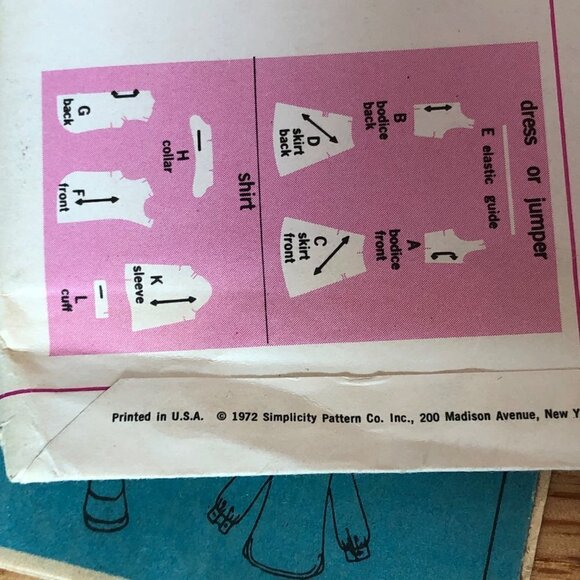 dress or jumper
E elastic guide
B
bodice
back
A
bodice
front
D
skirt
back
C
skirt
front
shirt
H
collar
K
sleeve
G
back
F
front
L
cuff
Printed in U.S.A. © 1972 Simplicity Pattern Co. Inc., 200 Madison Avenue, New Y